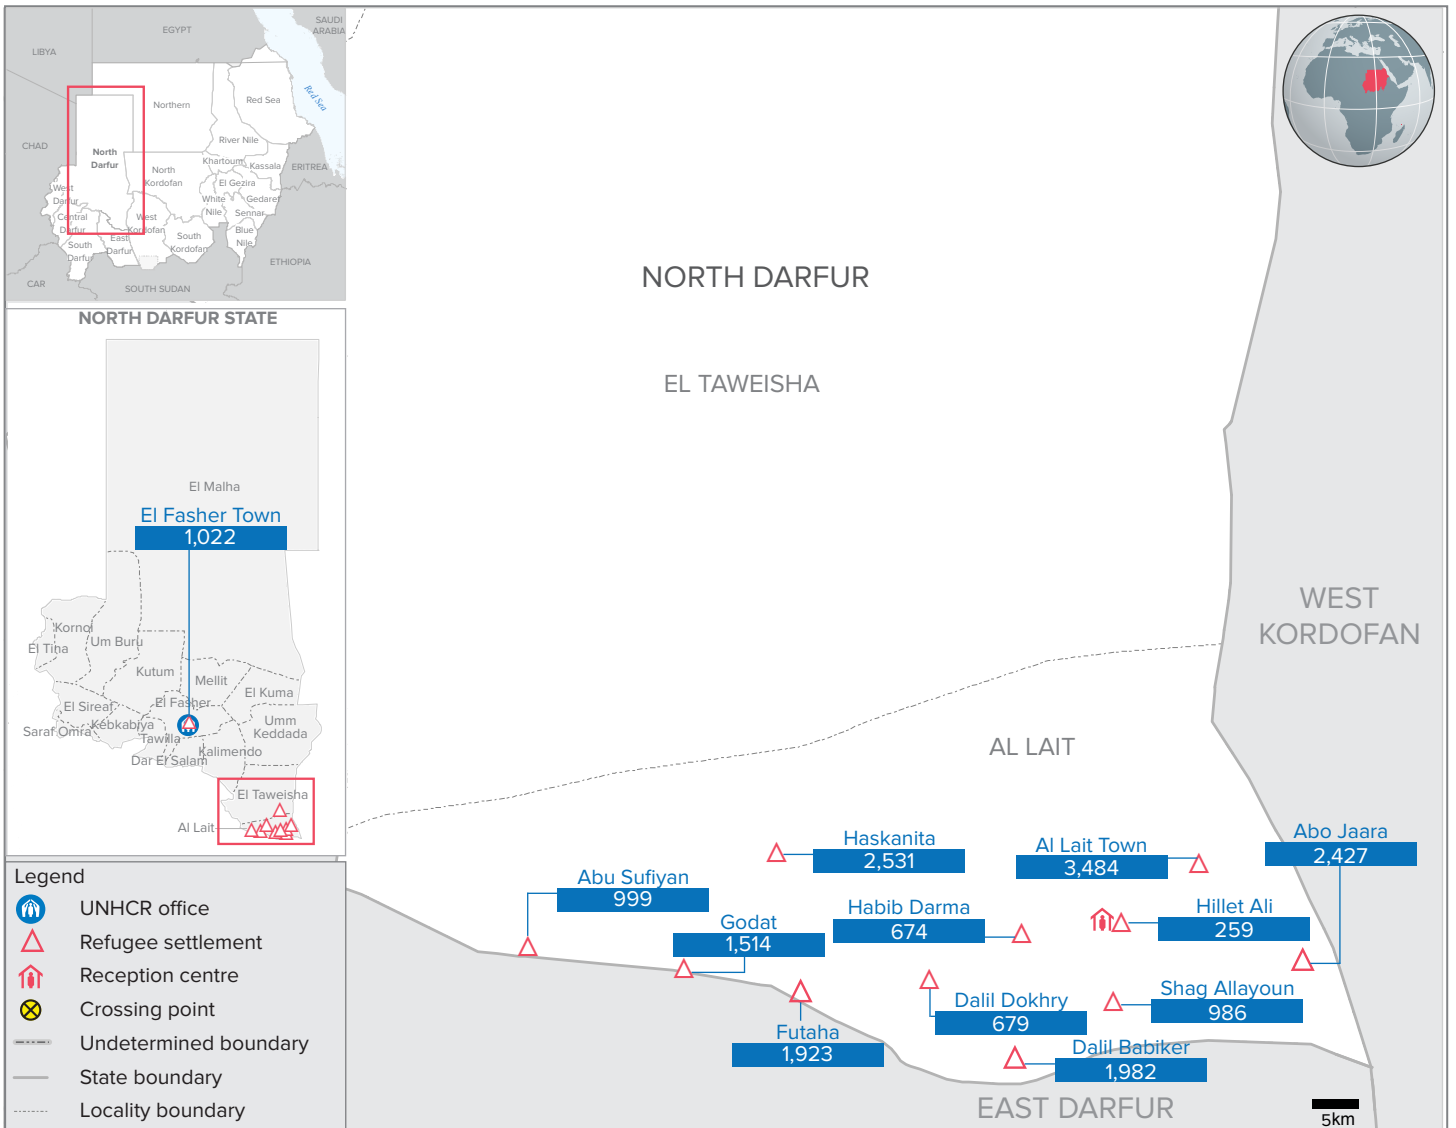 EGYPT
SAUDI
ARABIA
LIBYA
Red Sea
Northern
Red Sea
River Nile
CHAD
North
Darfur
Khartoum
Kassala
ERITREA
North
Kordofan
El Gezira
West
Darfur
White
Nile
Gedaref
Sennar
Central
Darfur
West
Kordofan
Blue
Nile
South
Kordofan
East
Darfur
South
Darfur
ETHIOPIA
CAR
SOUTH SUDAN
NORTH DARFUR STATE
El Malha
El Fasher Town
1,022
Kornoi
El Tina
Um Buru
Kutum
Mellit
El Kuma
El Fasher
El Sireaf
Saraf Omra
Kebkabiya
Tawilla
Umm
Keddada
Kalimendo
Dar El Salam
El Taweisha
Al Lait
Legend
UNHCR office
Refugee settlement
Reception centre
Crossing point
Undetermined boundary
State boundary
Locality boundary
NORTH DARFUR
EL TAWEISHA
WEST
KORDOFAN
AL LAIT
Haskanita
2,531
Al Lait Town
3,484
Abo Jaara
2,427
Abu Sufiyan
999
Godat
1,514
Habib Darma
674
Hillet Ali
259
Dalil Dokhry
679
Shag Allayoun
986
Futaha
1,923
Dalil Babiker
1,982
EAST DARFUR
5km